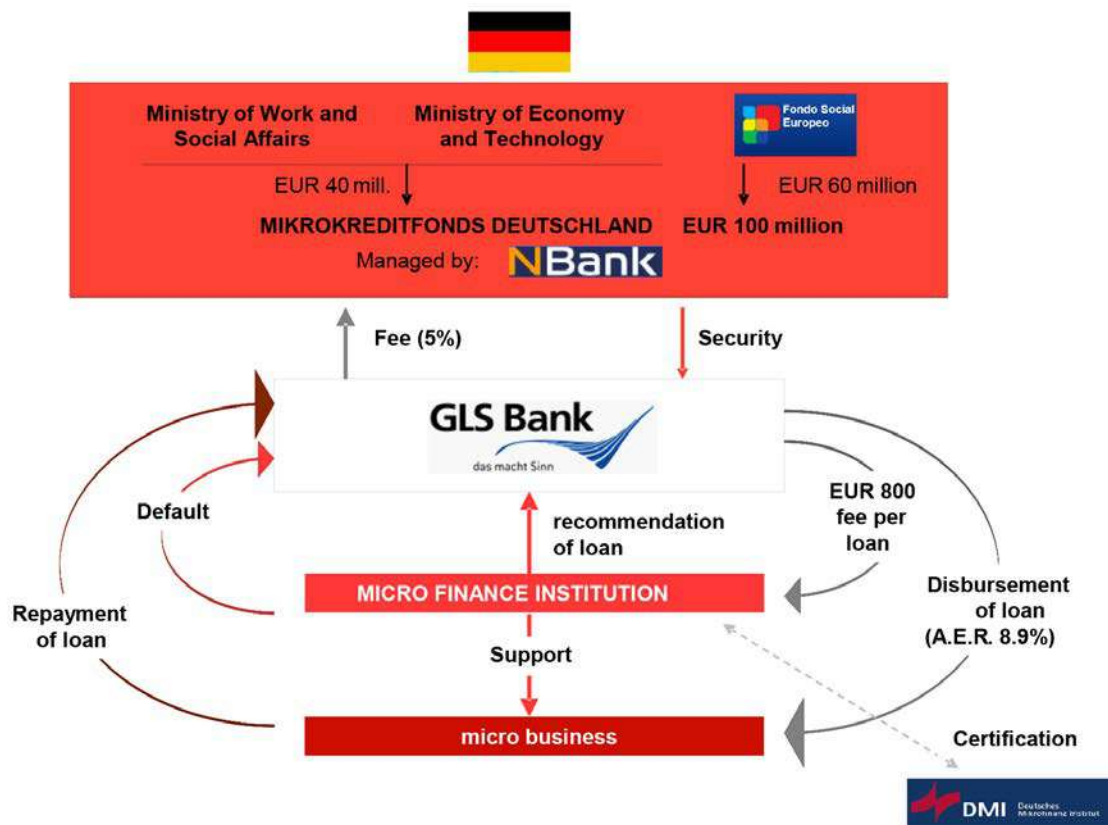 Ministry of Work and
Social Affairs
Ministry of Economy
and Technology
Fondo Social
Europeo
EUR 40 mill.
EUR 60 million
MIKROKREDITFONDS DEUTSCHLAND
EUR 100 million
Managed by:
NBank
Fee (5%)
Security
GLS Bank
das macht Sinn
Default
recommendation
of loan
EUR 800
fee per
loan
MICRO FINANCE INSTITUTION
Repayment
of loan
Disbursement
of loan
(A.E.R. 8.9%)
Support
micro business
Certification
DMI
Deutsches
Mikrofinanz Institut